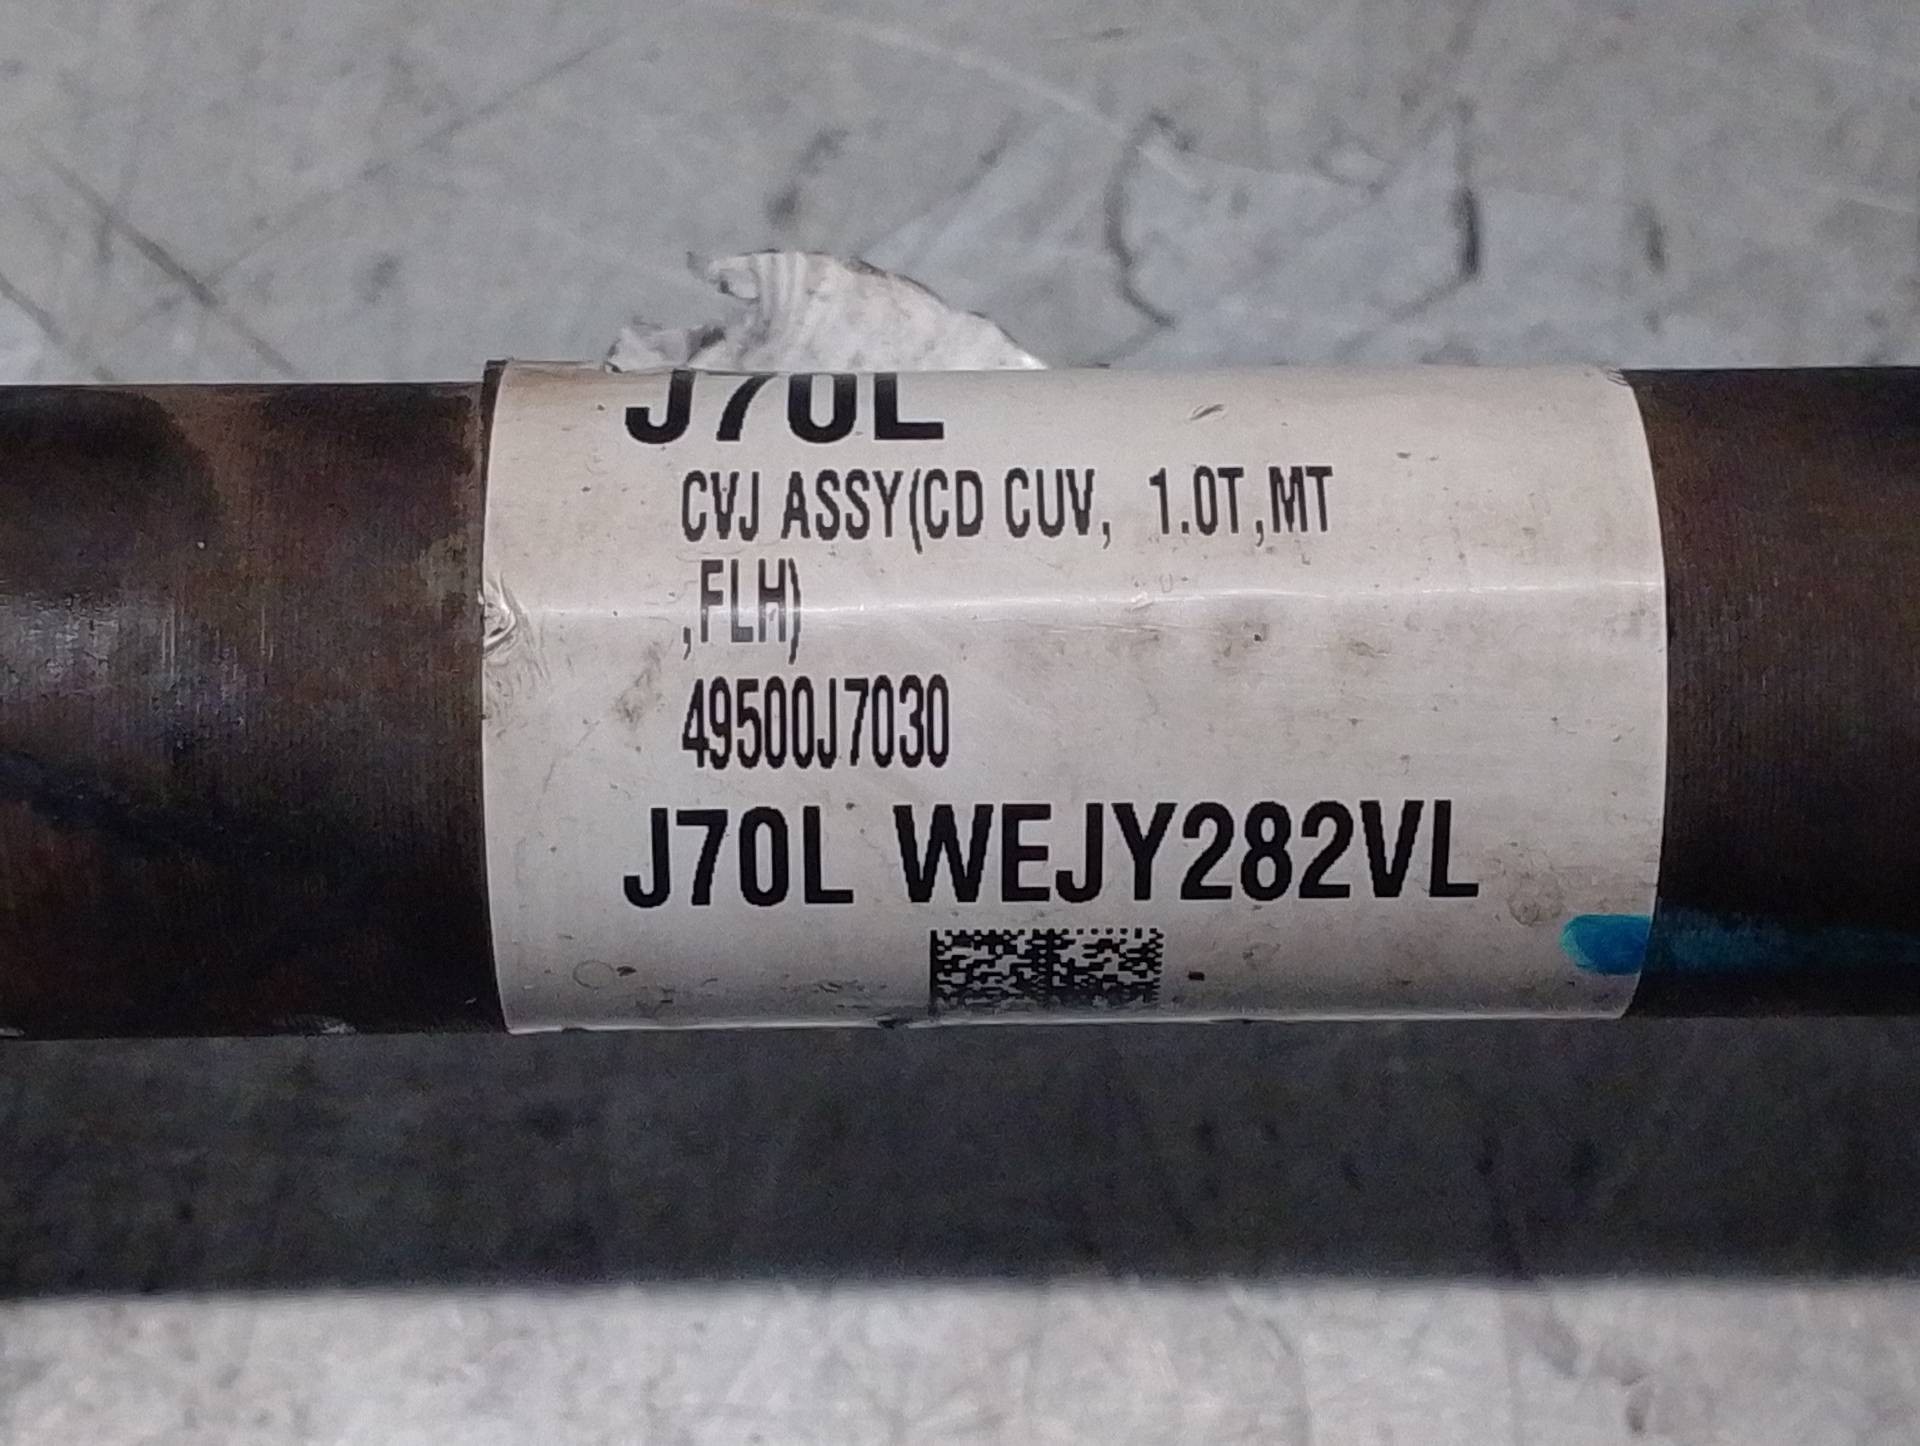 J70L
CVJ ASSY(CD CUV, 1.0T,MT
,FLH)
49500J7030
J70L WEJY282VL